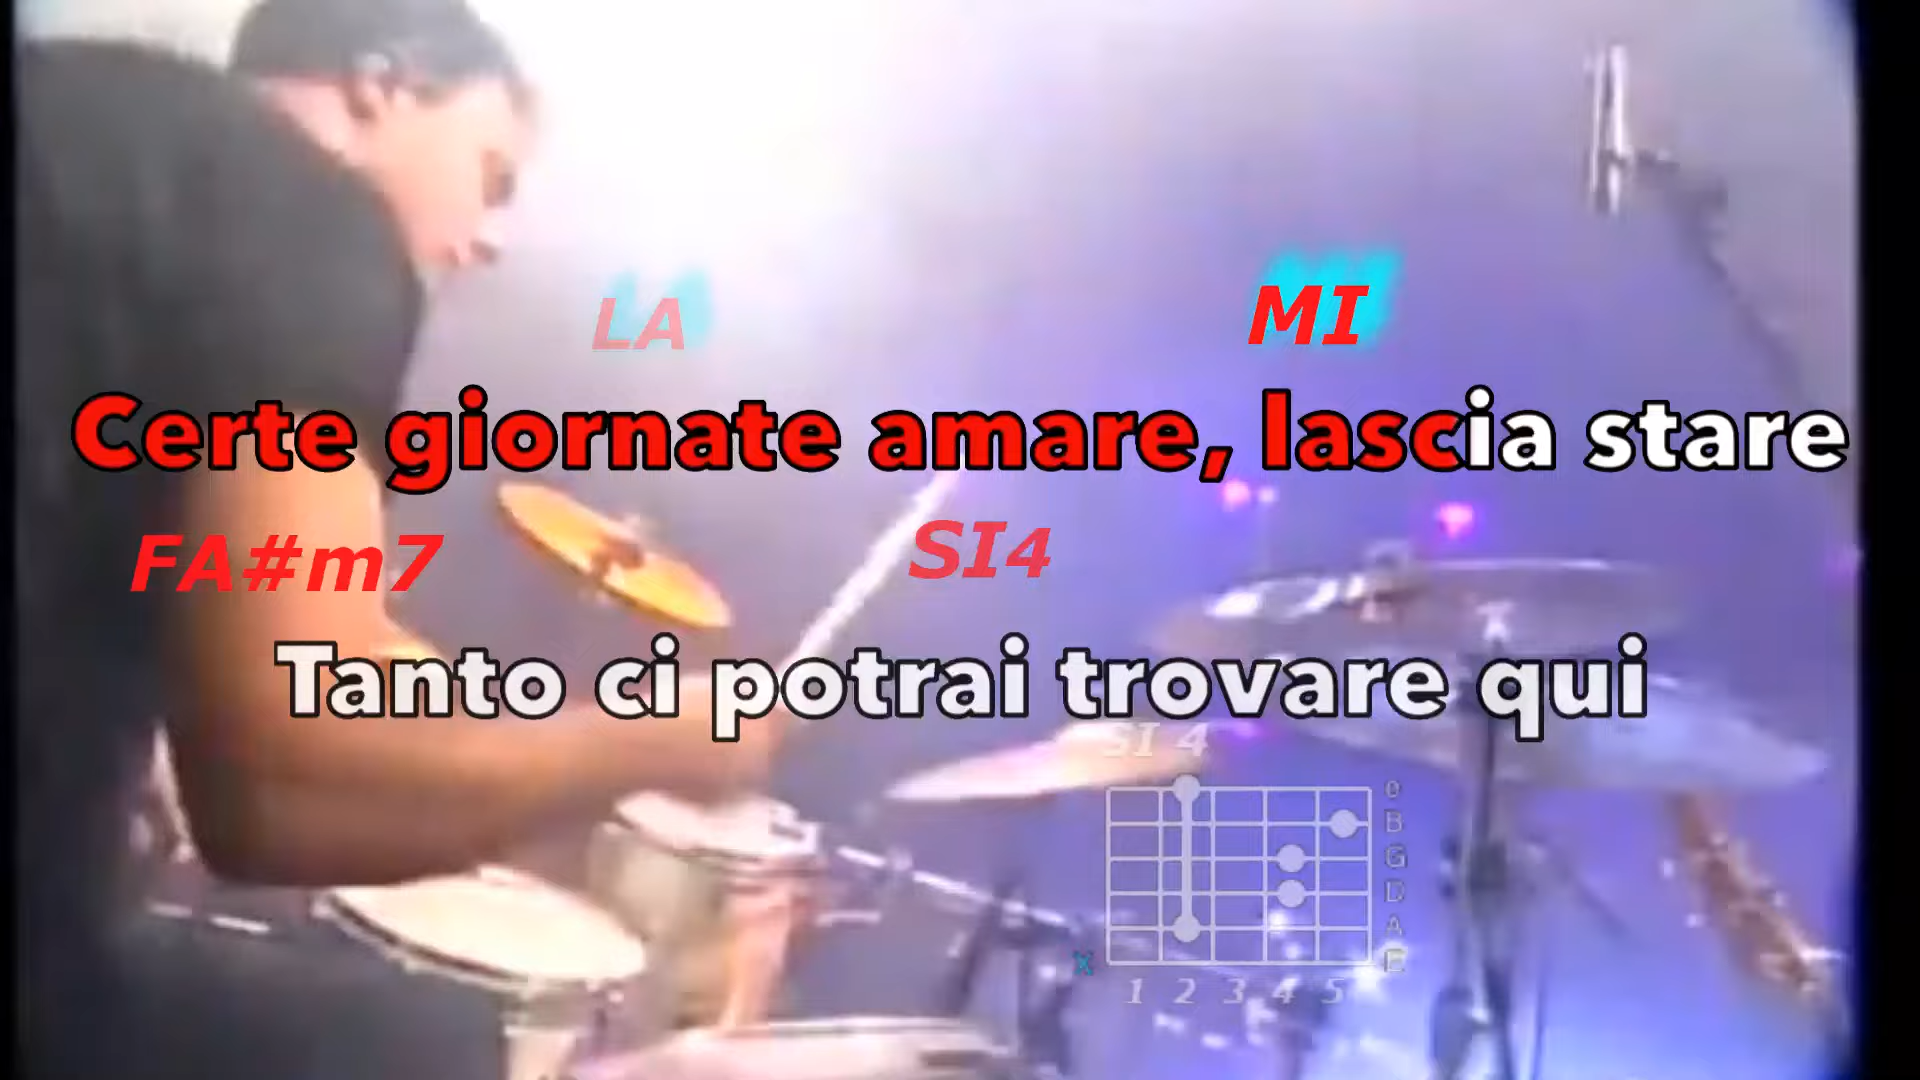 LA MI
Certe giornate amare, lascia stare
FA#m7 SI4
Tanto ci potrai trovare qui
SI 4
e
B
G
D
A
x E
1 2 3 4 5